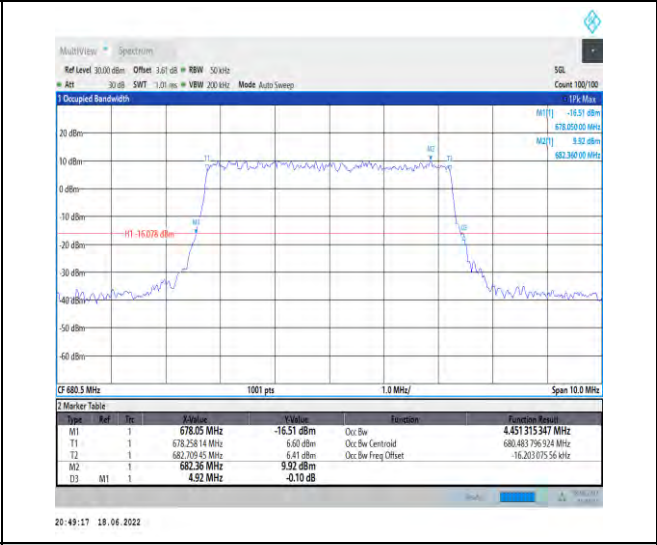 MultiView Spectrum
Ref Level 30.00 dBm Offset 3.61 dB RBW 50 kHz SGL
Att 30 dB SWT 1.01 ms VBW 200 kHz Mode Auto Sweep Count 100/100
1 Occupied Bandwidth 1Pk Max
M1[1] -16.51 dBm
678.050 00 MHz
M2[1] 9.92 dBm
682.360 00 MHz
20 dBm
M2
T1
10 dBm
0 dBm
-10 dBm
M1
H1 -16.078 dBm
D3
-20 dBm
-30 dBm
-40 dBm
-50 dBm
-60 dBm
CF 680.5 MHz 1001 pts 1.0 MHz/ Span 10.0 MHz
2 Marker Table
Type Ref Trc X-Value Y-Value Function Function Result
M1 1 678.05 MHz -16.51 dBm Occ Bw 4.451 315 347 MHz
T1 1 678.258 14 MHz 6.60 dBm Occ Bw Centroid 680.483 796 924 MHz
T2 1 682.709 45 MHz 6.41 dBm Occ Bw Freq Offset -16.203 075 56 kHz
M2 1 682.36 MHz 9.92 dBm
D3 M1 1 4.92 MHz -0.10 dB
20:49:17 18.06.2022